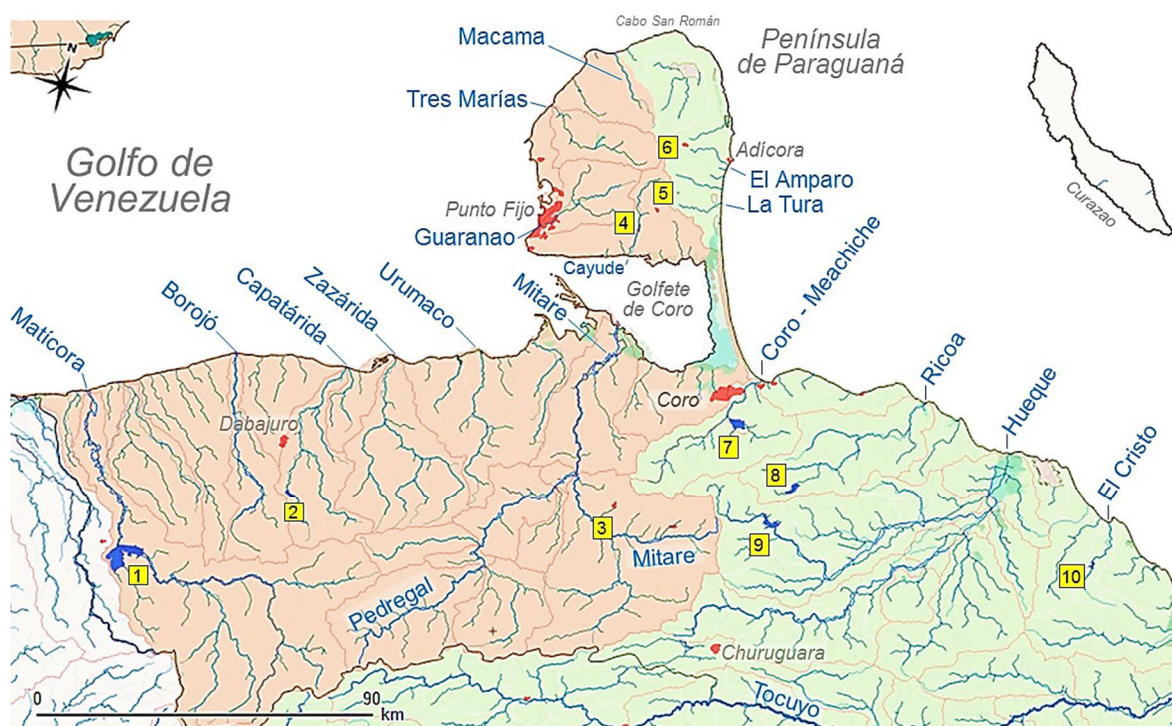 Cabo San Román
N
Macama
Península
de Paraguaná
Tres Marías
Golfo de
Venezuela
6
Adícora
El Amparo
5
La Tura
Punto Fijo
4
Guaranao
Curazao
Cayude
Golfete
de Coro
Matícora
Borojó
Capatárida
Zazárida
Urumaco
Mitare
Coro - Meachiche
Ricoa
Hueque
El Cristo
Coro
Dabajuro
7
8
2
3
9
Mitare
1
10
Pedregal
Churuguara
Tocuyo
0
90
km